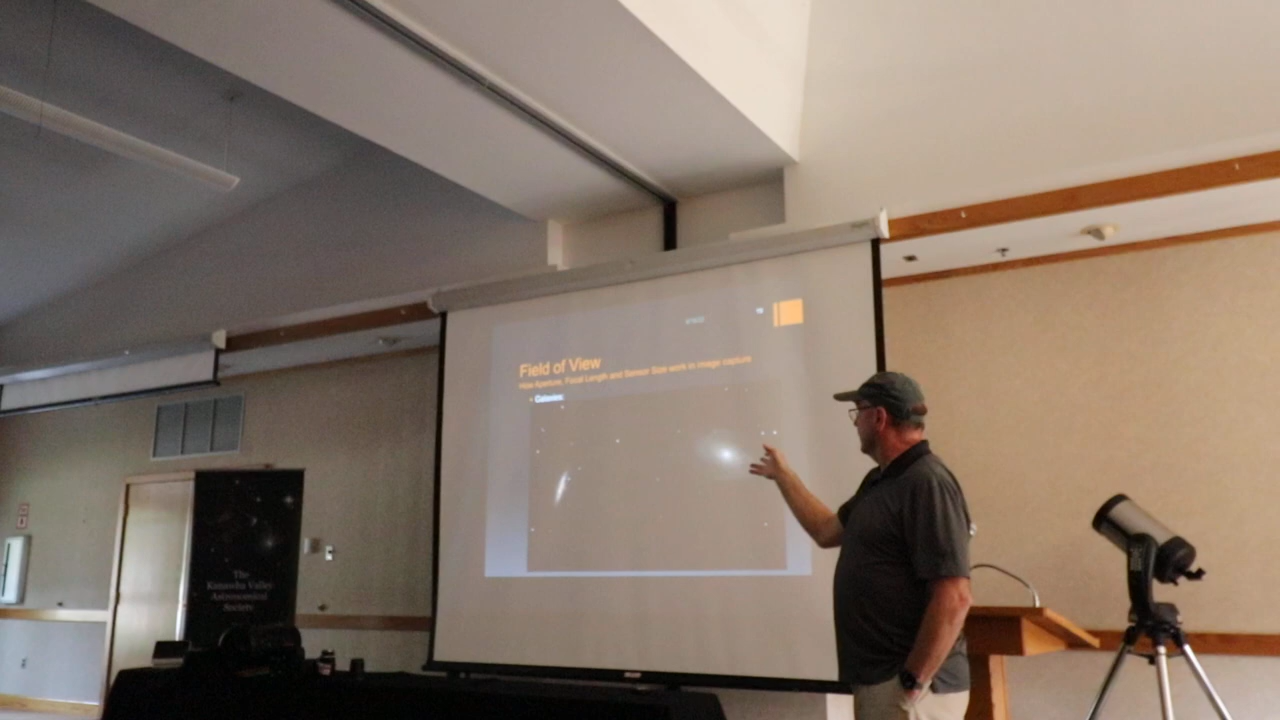 Field of View
How Aperture, Focal Length and Sensor Size work in image capture
Galaxies:
The
Kanawha Valley
Astronomical
Society